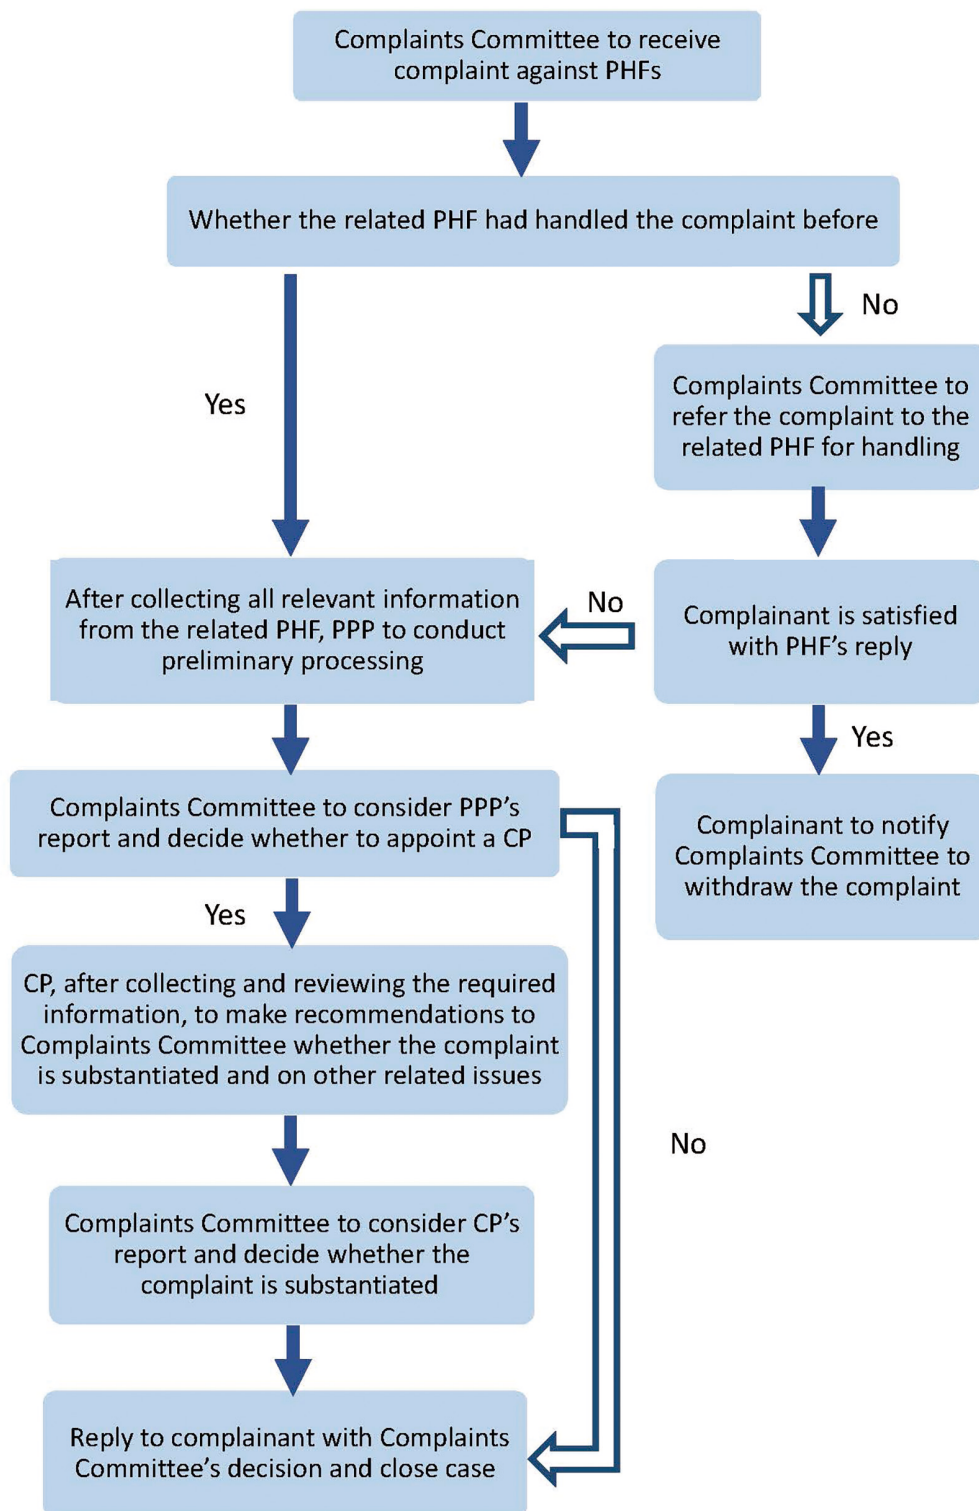 Complaints Committee to receive
complaint against PHFs
Whether the related PHF had handled the complaint before
No
Yes
Complaints Committee to
refer the complaint to the
related PHF for handling
After collecting all relevant information
from the related PHF, PPP to conduct
preliminary processing
No
Complainant is satisfied
with PHF’s reply
Yes
Complaints Committee to consider PPP’s
report and decide whether to appoint a CP
Complainant to notify
Complaints Committee to
withdraw the complaint
Yes
CP, after collecting and reviewing the required
information, to make recommendations to
Complaints Committee whether the complaint
is substantiated and on other related issues
No
Complaints Committee to consider CP’s
report and decide whether the
complaint is substantiated
Reply to complainant with Complaints
Committee’s decision and close case